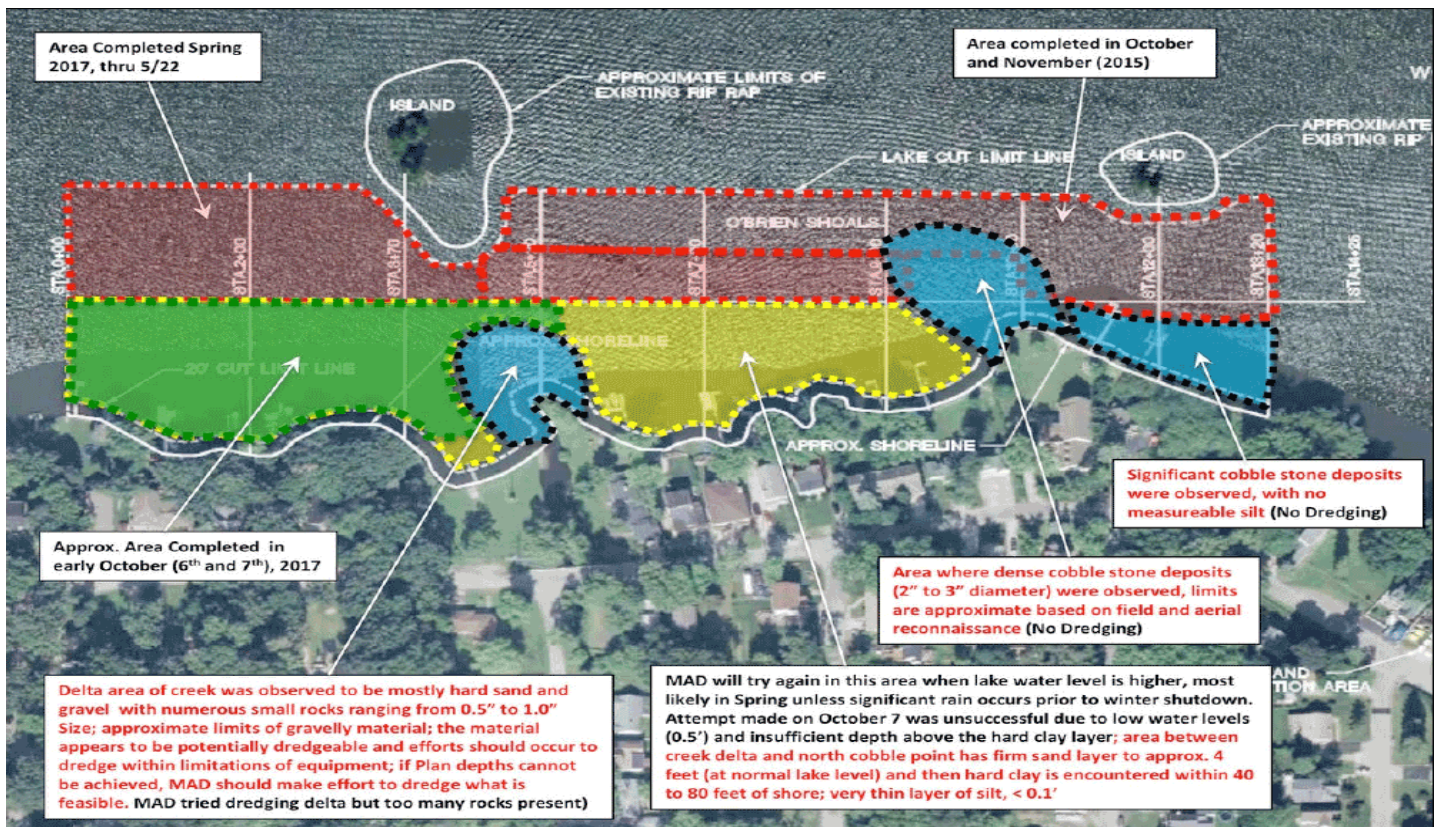 Area Completed Spring
2017, thru 5/22
Area completed in October
and November (2015)
W
APPROXIMATE LIMITS OF
EXISTING RIP RAP
ISLAND
APPROXIMATE
EXISTING RIP
LAKE CUT LIMIT LINE
ISLAND
O'BRIEN SHOALS
STA.0+00
STA.2+00
STA.12+00
STA.13+20
STA.14+26
SHORELINE
20' CUT LIMIT LINE
APPROX. SHORELINE
Significant cobble stone deposits
were observed, with no
measureable silt (No Dredging)
Approx. Area Completed in
early October (6th and 7th), 2017
Area where dense cobble stone deposits
(2" to 3" diameter) were observed, limits
are approximate based on field and aerial
reconnaissance (No Dredging)
AND
TION AREA
Delta area of creek was observed to be mostly hard sand and
gravel with numerous small rocks ranging from 0.5" to 1.0"
Size; approximate limits of gravelly material; the material
appears to be potentially dredgeable and efforts should occur to
dredge within limitations of equipment; if Plan depths cannot
be achieved, MAD should make effort to dredge what is
feasible. MAD tried dredging delta but too many rocks present)
MAD will try again in this area when lake water level is higher, most
likely in Spring unless significant rain occurs prior to winter shutdown.
Attempt made on October 7 was unsuccessful due to low water levels
(0.5') and insufficient depth above the hard clay layer; area between
creek delta and north cobble point has firm sand layer to approx. 4
feet (at normal lake level) and then hard clay is encountered within 40
to 80 feet of shore; very thin layer of silt, < 0.1'